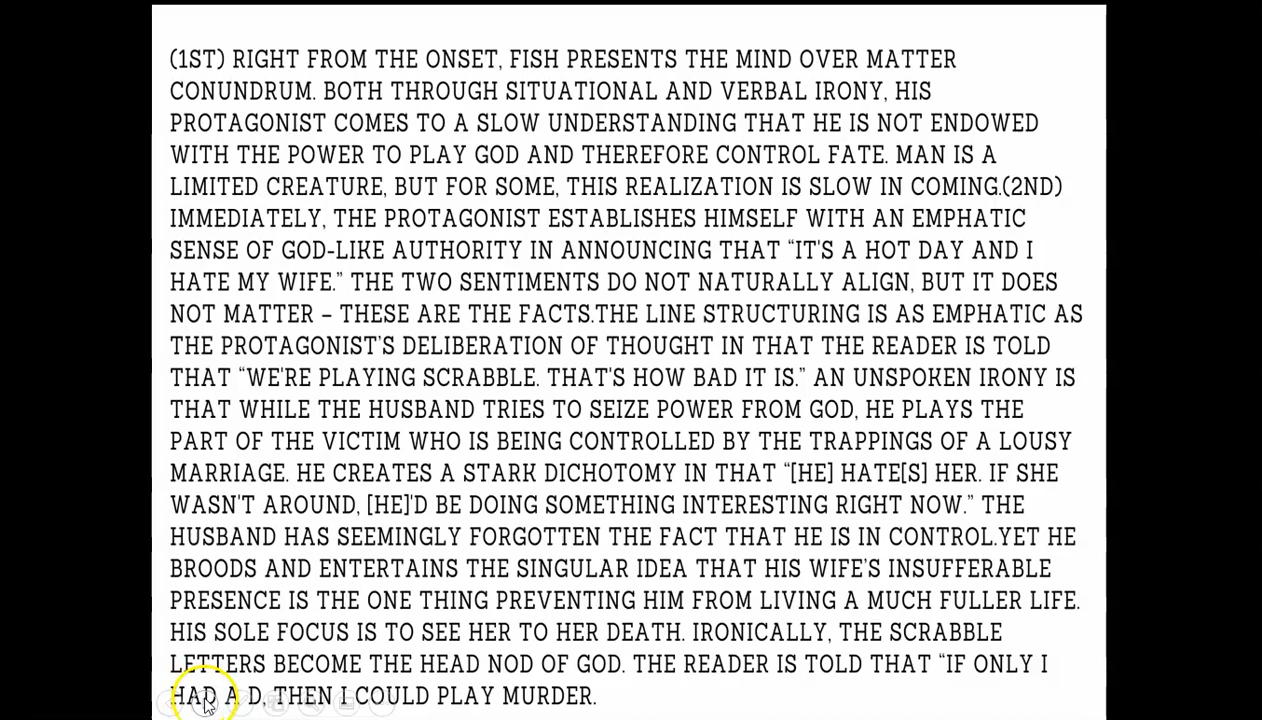 (1ST) RIGHT FROM THE ONSET, FISH PRESENTS THE MIND OVER MATTER
CONUNDRUM. BOTH THROUGH SITUATIONAL AND VERBAL IRONY, HIS
PROTAGONIST COMES TO A SLOW UNDERSTANDING THAT HE IS NOT ENDOWED
WITH THE POWER TO PLAY GOD AND THEREFORE CONTROL FATE. MAN IS A
LIMITED CREATURE, BUT FOR SOME, THIS REALIZATION IS SLOW IN COMING.(2ND)
IMMEDIATELY, THE PROTAGONIST ESTABLISHES HIMSELF WITH AN EMPHATIC
SENSE OF GOD-LIKE AUTHORITY IN ANNOUNCING THAT “IT'S A HOT DAY AND I
HATE MY WIFE.” THE TWO SENTIMENTS DO NOT NATURALLY ALIGN, BUT IT DOES
NOT MATTER – THESE ARE THE FACTS.THE LINE STRUCTURING IS AS EMPHATIC AS
THE PROTAGONIST'S DELIBERATION OF THOUGHT IN THAT THE READER IS TOLD
THAT “WE'RE PLAYING SCRABBLE. THAT'S HOW BAD IT IS.” AN UNSPOKEN IRONY IS
THAT WHILE THE HUSBAND TRIES TO SEIZE POWER FROM GOD, HE PLAYS THE
PART OF THE VICTIM WHO IS BEING CONTROLLED BY THE TRAPPINGS OF A LOUSY
MARRIAGE. HE CREATES A STARK DICHOTOMY IN THAT “[HE] HATE[S] HER. IF SHE
WASN'T AROUND, [HE]'D BE DOING SOMETHING INTERESTING RIGHT NOW.” THE
HUSBAND HAS SEEMINGLY FORGOTTEN THE FACT THAT HE IS IN CONTROL.YET HE
BROODS AND ENTERTAINS THE SINGULAR IDEA THAT HIS WIFE'S INSUFFERABLE
PRESENCE IS THE ONE THING PREVENTING HIM FROM LIVING A MUCH FULLER LIFE.
HIS SOLE FOCUS IS TO SEE HER TO HER DEATH. IRONICALLY, THE SCRABBLE
LETTERS BECOME THE HEAD NOD OF GOD. THE READER IS TOLD THAT “IF ONLY I
HAD A D, THEN I COULD PLAY MURDER.